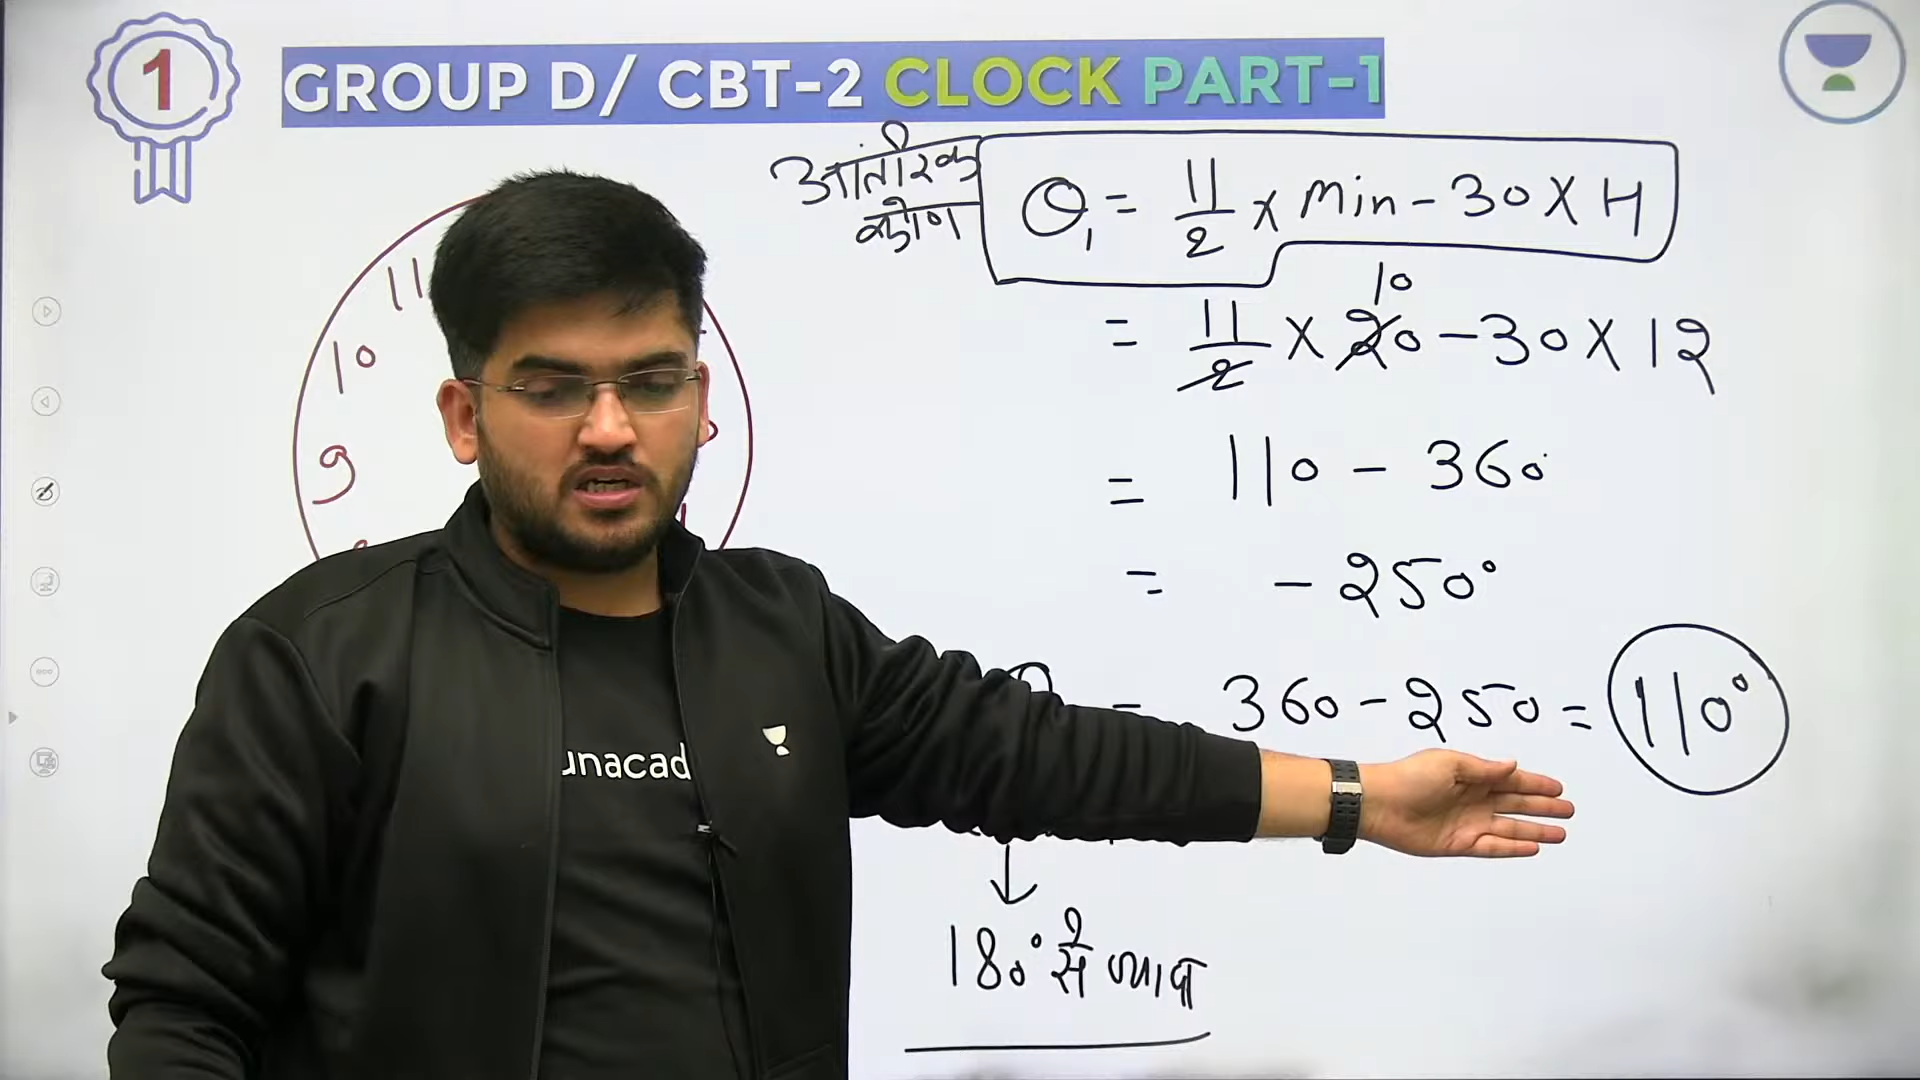 1
GROUP D/ CBT-2 CLOCK PART-1
आंतरिक कोण
θ₁ = 11/2 × Min - 30 × H
10
= 11/2 × 20 - 30 × 12
= 110 - 360
= - 250°
= 360 - 250 = 110°
180° से ज्यादा
11
10
9
unacad